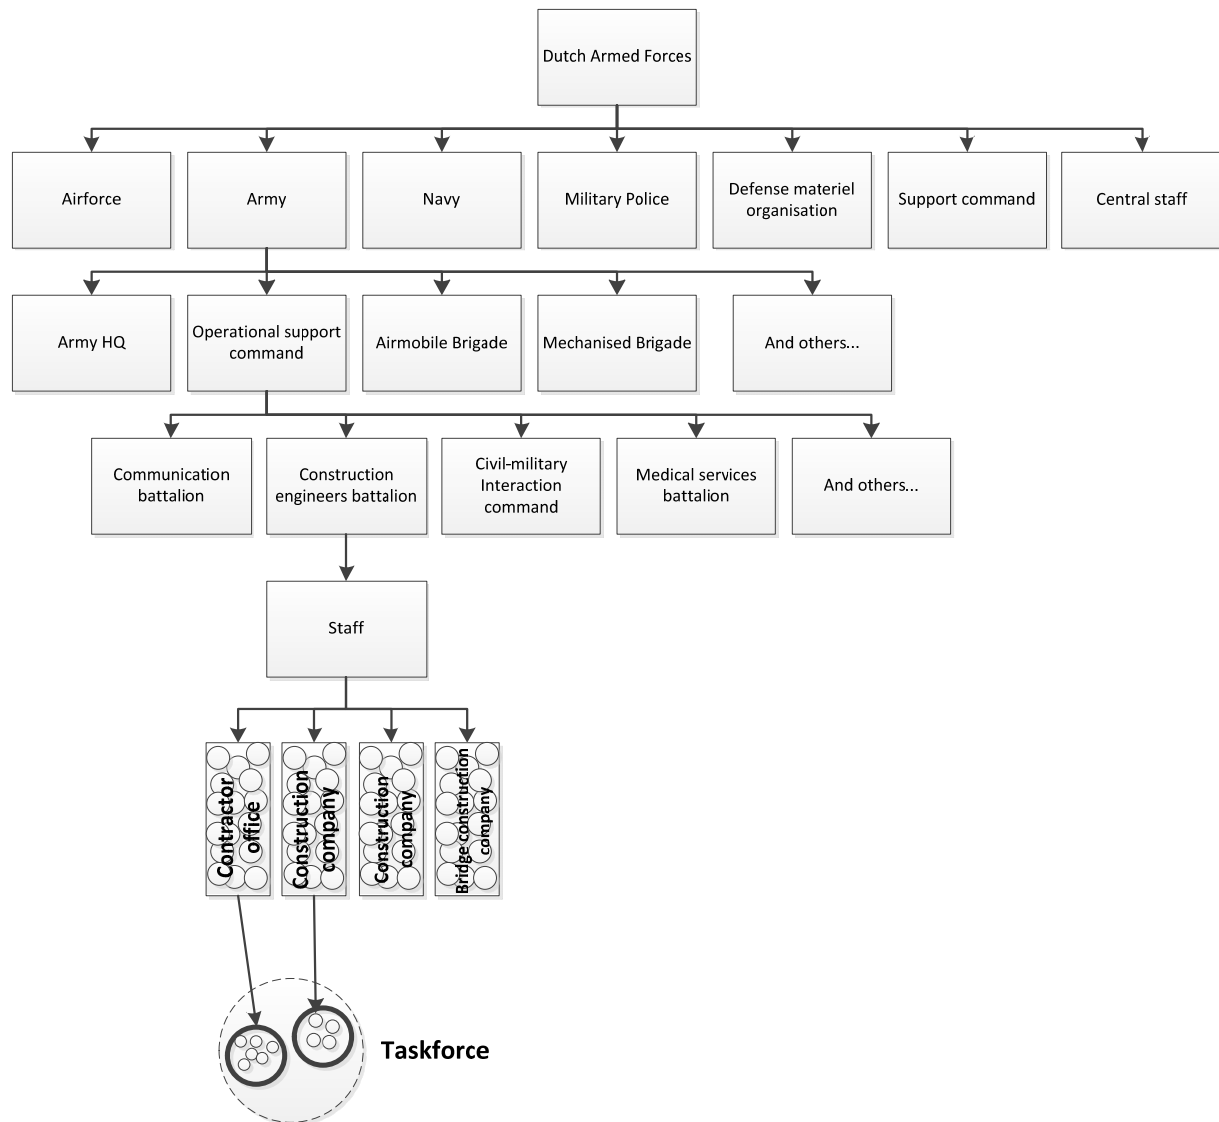 Dutch Armed Forces
Airforce
Army
Navy
Military Police
Defense materiel
organisation
Support command
Central staff
Army HQ
Operational support
command
Airmobile Brigade
Mechanised Brigade
And others...
Communication
battalion
Construction
engineers battalion
Civil-military
Interaction
command
Medical services
battalion
And others...
Staff
Contractor
office
Construction
company
Construction
company
Bridge construction
company
Taskforce